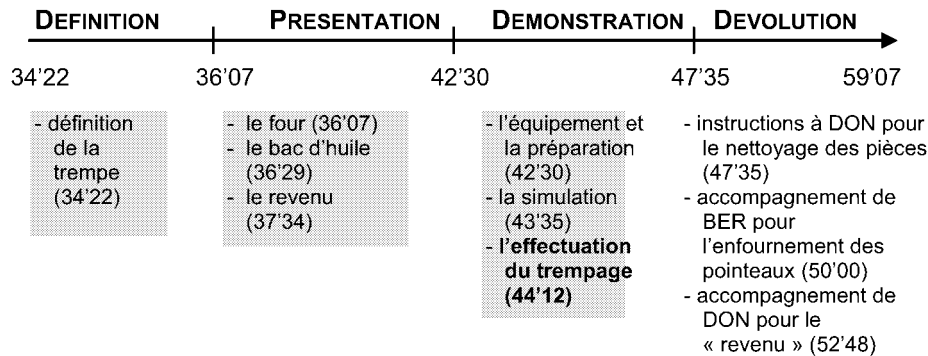 DEFINITION PRESENTATION DEMONSTRATION DEVOLUTION
34’22 36’07 42’30 47’35 59’07
- définition
de la
trempe
(34’22)
- le four (36’07)
- le bac d’huile
(36’29)
- le revenu
(37’34)
- l’équipement et
la préparation
(42’30)
- la simulation
(43’35)
- l’effectuation
du trempage
(44’12)
- instructions à DON pour
le nettoyage des pièces
(47’35)
- accompagnement de
BER pour
l’enfournement des
pointeaux (50’00)
- accompagnement de
DON pour le
« revenu » (52’48)